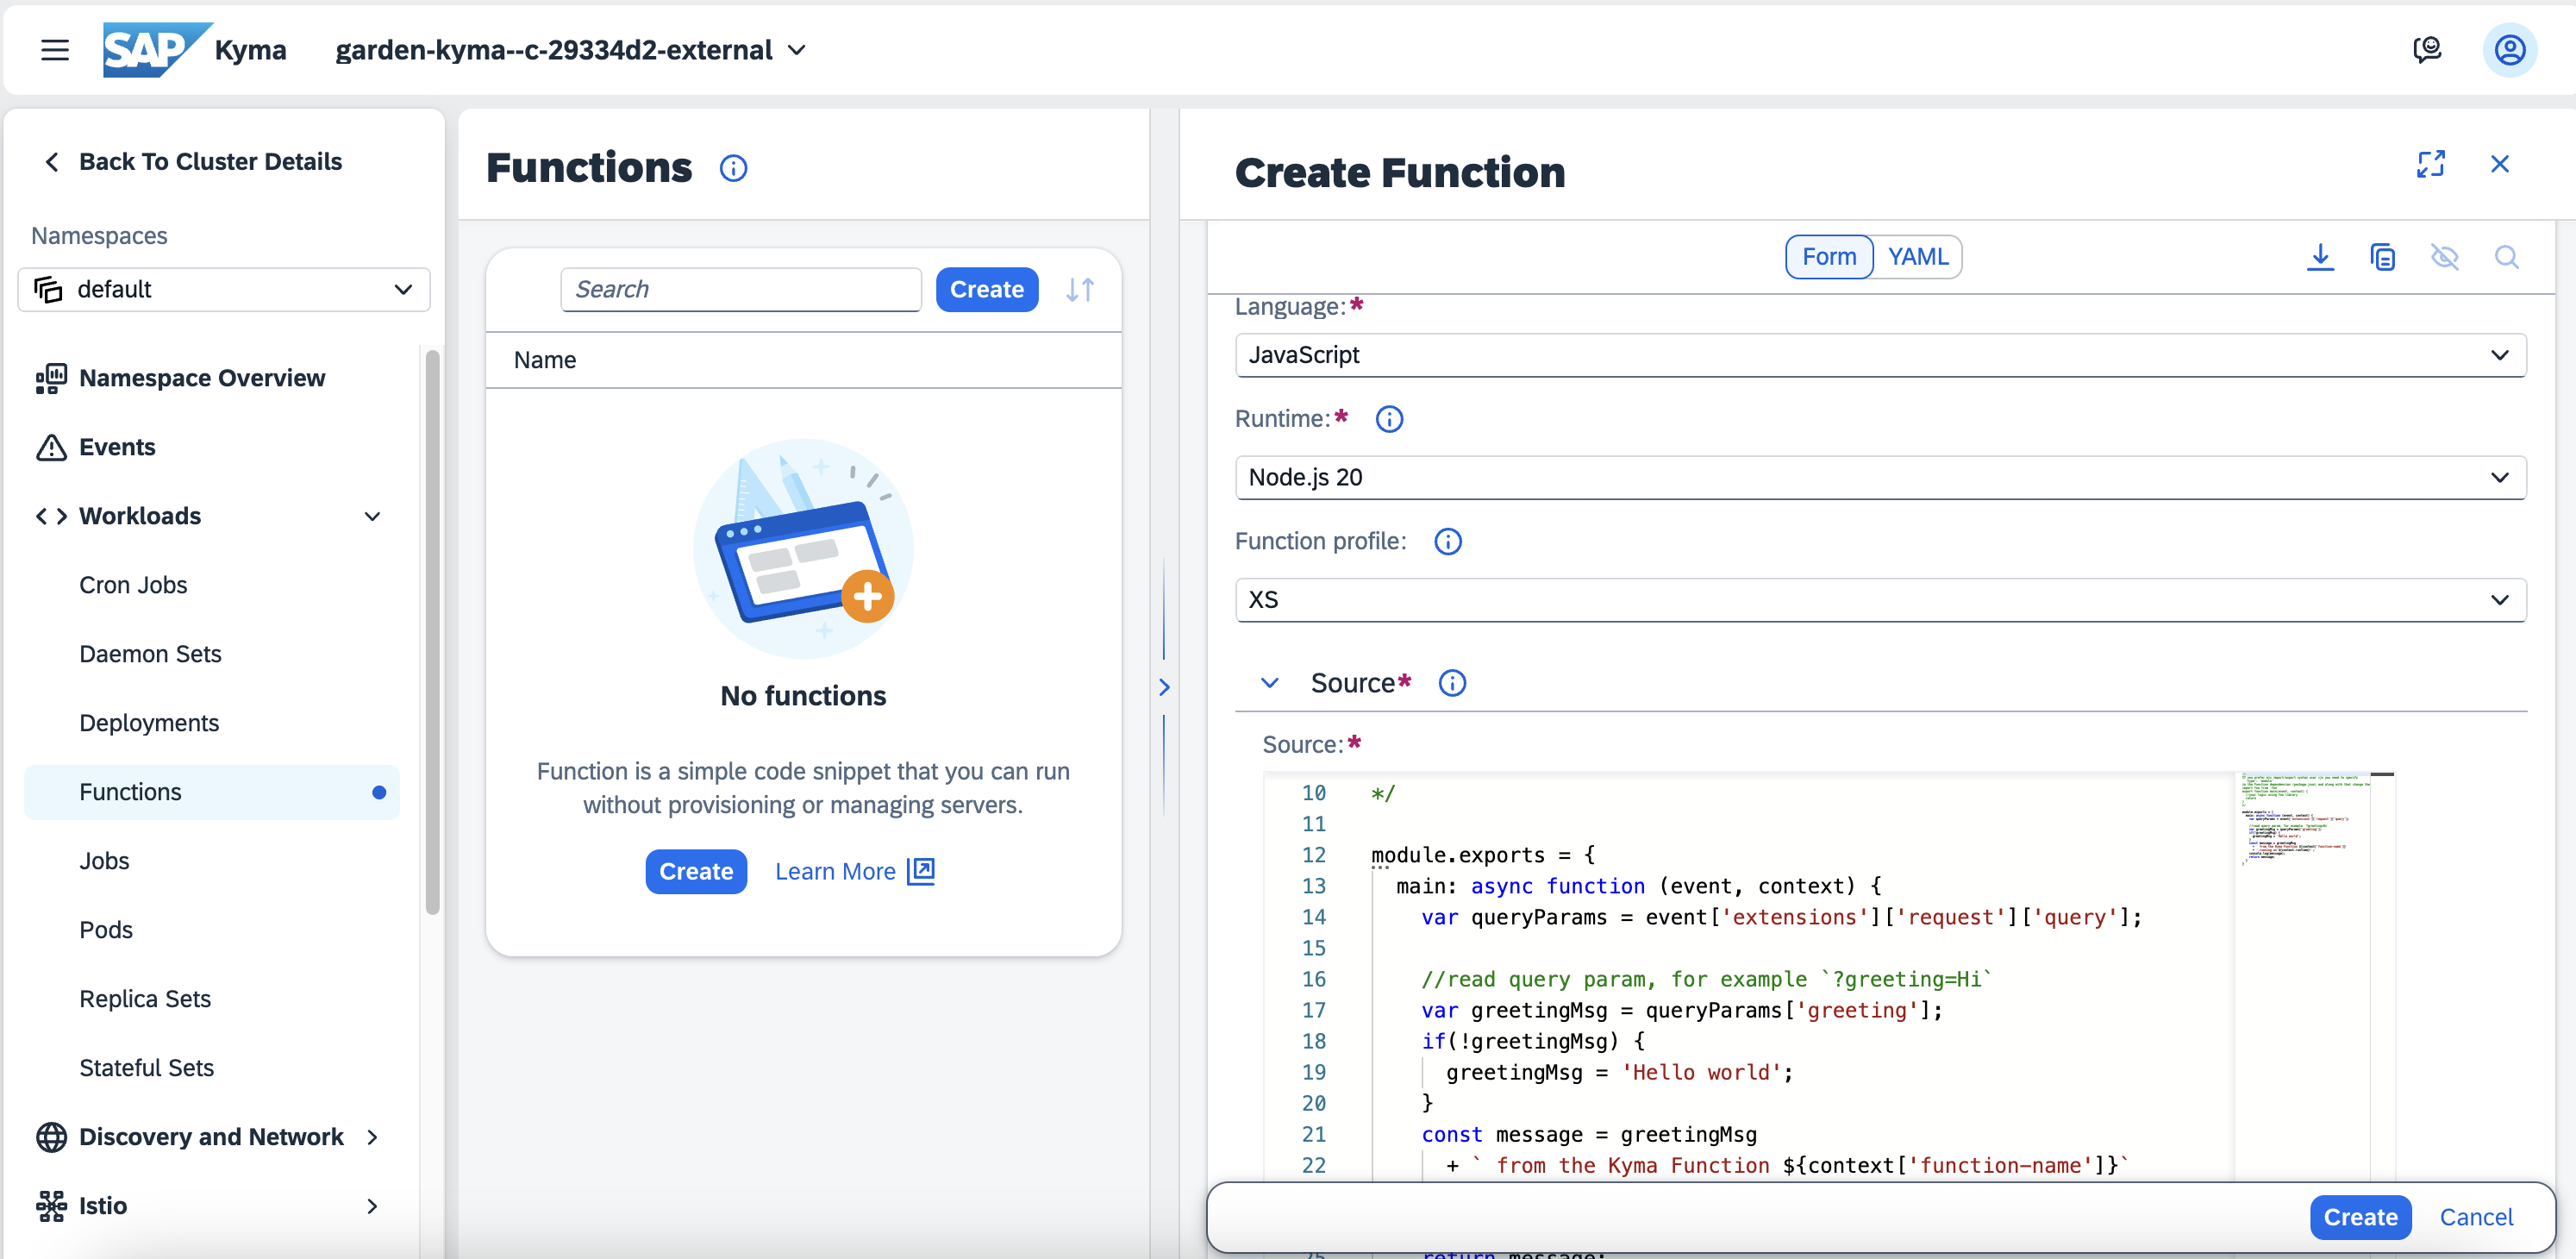 SAP Kyma garden-kyma--c-29334d2-external
Back To Cluster Details
Namespaces
default
Namespace Overview
Events
Workloads
Cron Jobs
Daemon Sets
Deployments
Functions
Jobs
Pods
Replica Sets
Stateful Sets
Discovery and Network
Istio
Functions
Search
Create
Name
No functions
Function is a simple code snippet that you can run
without provisioning or managing servers.
Create Learn More
Create Function
Form YAML
Language:*
JavaScript
Runtime:*
Node.js 20
Function profile:
XS
Source*
Source:*
10 */
11
12 module.exports = {
13 main: async function (event, context) {
14 var queryParams = event['extensions']['request']['query'];
15
16 //read query param, for example `?greeting=Hi`
17 var greetingMsg = queryParams['greeting'];
18 if(!greetingMsg) {
19 greetingMsg = 'Hello world';
20 }
21 const message = greetingMsg
22 + ` from the Kyma Function ${context['function-name']}`
25 return message;
Create Cancel